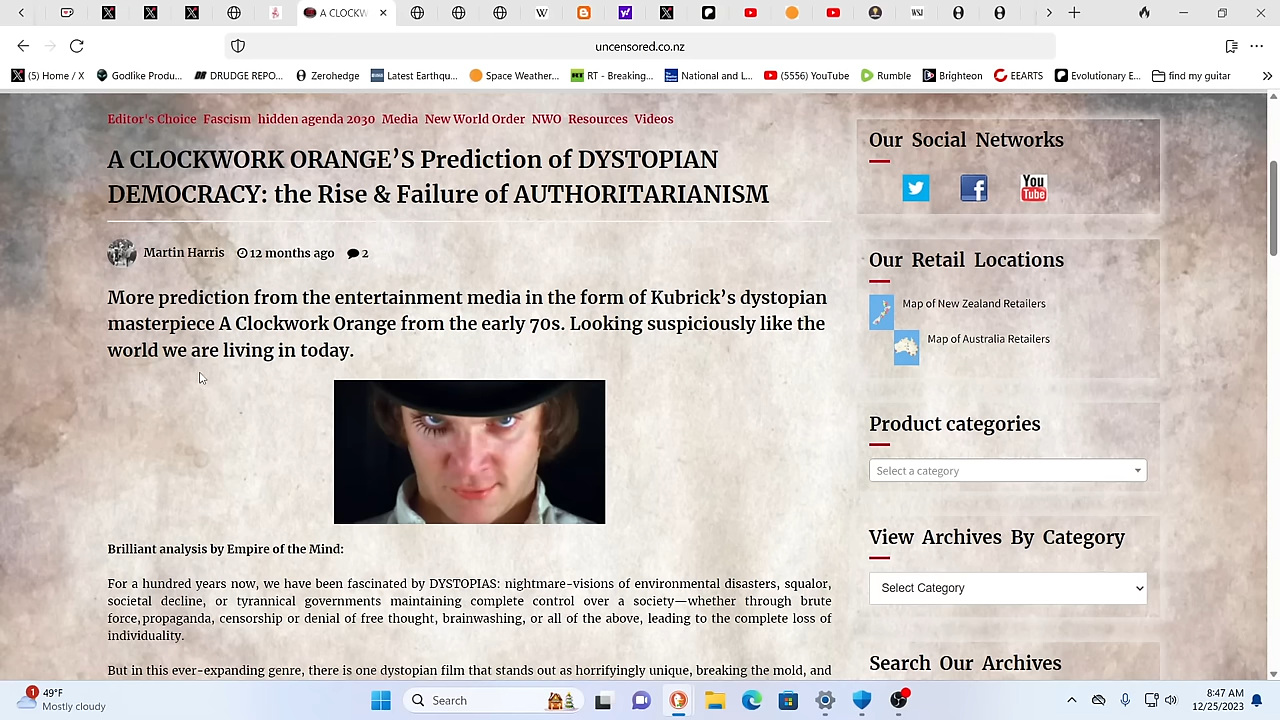 A CLOCKW
uncensored.co.nz
(5) Home / X
Godlike Produ...
DRUDGE REPO...
Zerohedge
Latest Earthqu...
Space Weather...
RT - Breaking...
National and L...
(5556) YouTube
Rumble
Brighteon
EEARTS
Evolutionary E...
find my guitar
Editor's Choice Fascism hidden agenda 2030 Media New World Order NWO Resources Videos
A CLOCKWORK ORANGE’S Prediction of DYSTOPIAN
DEMOCRACY: the Rise & Failure of AUTHORITARIANISM
Martin Harris 12 months ago 2
More prediction from the entertainment media in the form of Kubrick’s dystopian
masterpiece A Clockwork Orange from the early 70s. Looking suspiciously like the
world we are living in today.
Brilliant analysis by Empire of the Mind:
For a hundred years now, we have been fascinated by DYSTOPIAS: nightmare-visions of environmental disasters, squalor,
societal decline, or tyrannical governments maintaining complete control over a society—whether through brute
force,propaganda, censorship or denial of free thought, brainwashing, or all of the above, leading to the complete loss of
individuality.
But in this ever-expanding genre, there is one dystopian film that stands out as horrifyingly unique, breaking the mold, and
Our Social Networks
You
Tube
Our Retail Locations
Map of New Zealand Retailers
Map of Australia Retailers
Product categories
Select a category
View Archives By Category
Select Category
Search Our Archives
1
49°F
Mostly cloudy
Search
8:47 AM
12/25/2023